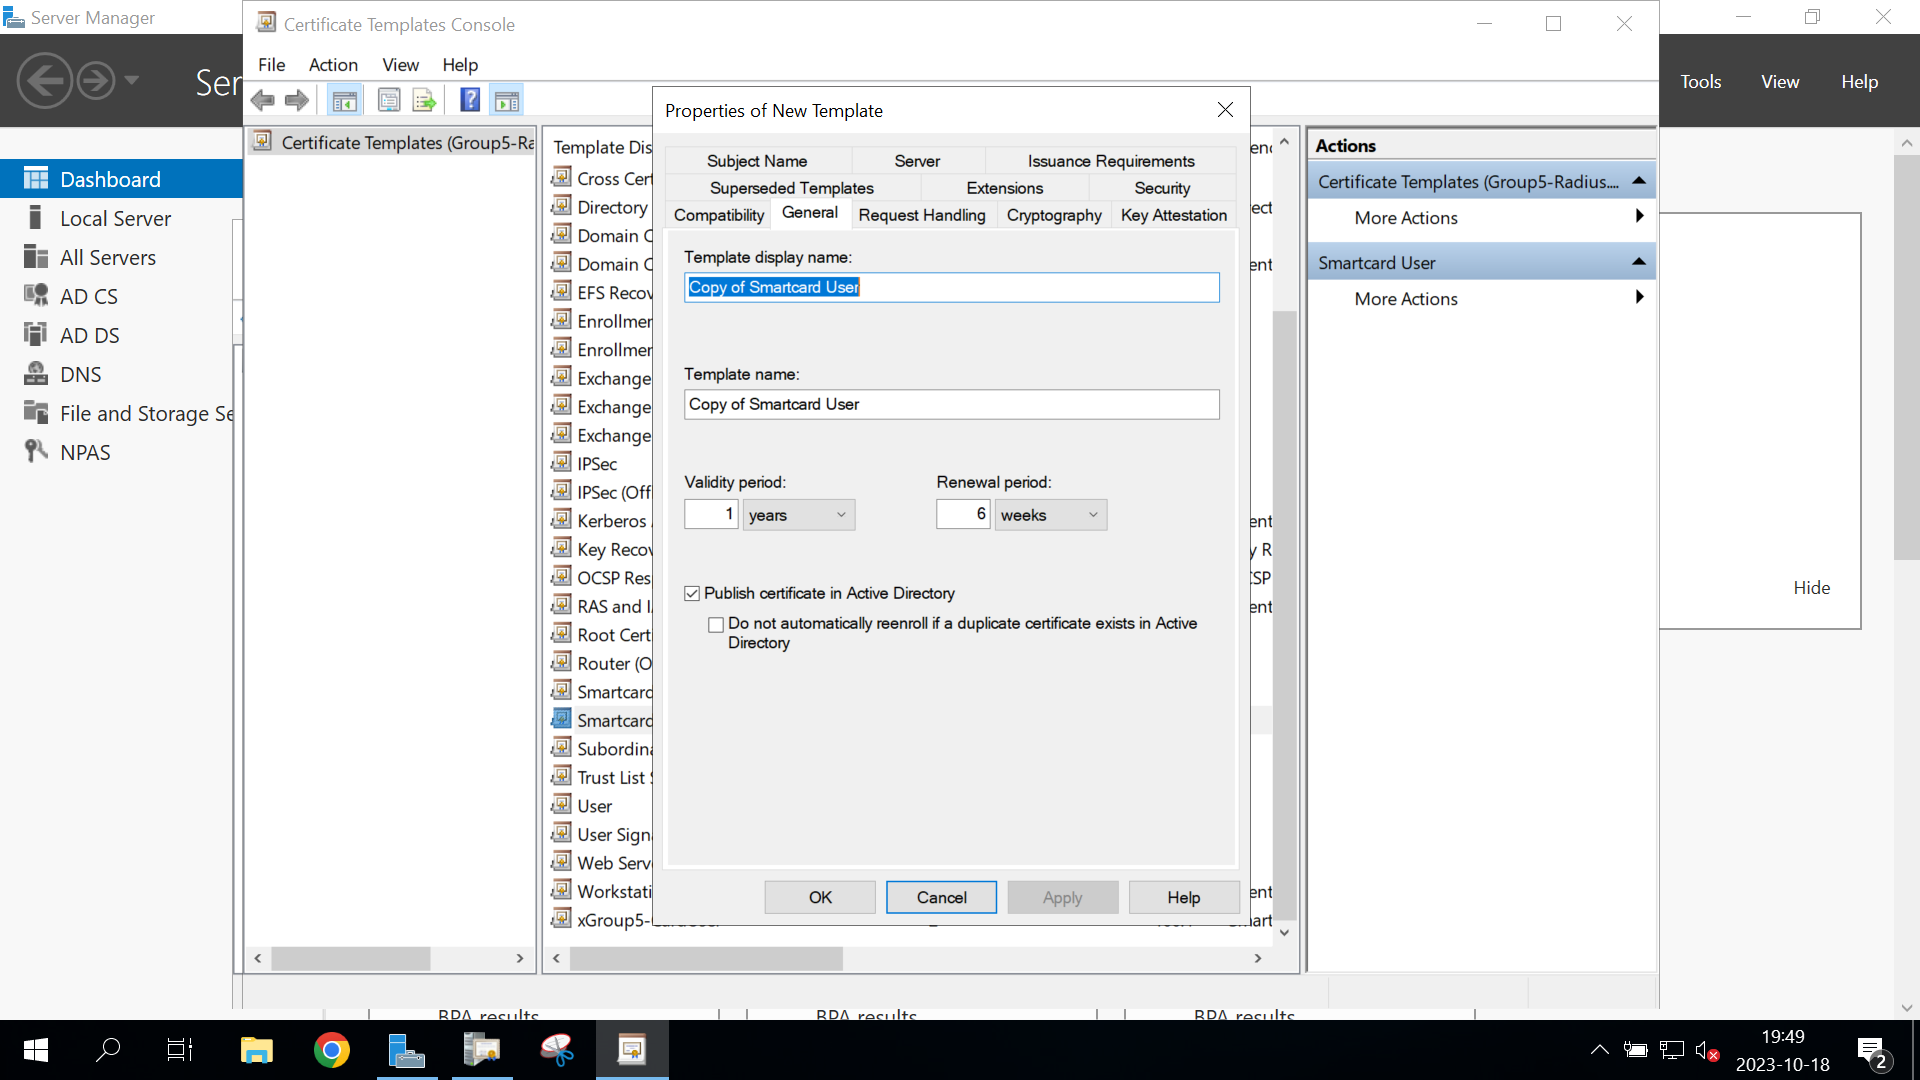 Server Manager
Certificate Templates Console
File Action View Help
Tools View Help
Dashboard
Local Server
All Servers
AD CS
AD DS
DNS
File and Storage Se
NPAS
Certificate Templates (Group5-Ra
Template Dis
Cross Cert
Directory
Domain C
Domain C
EFS Recov
Enrollmen
Enrollmen
Exchange
Exchange
Exchange
IPSec
IPSec (Off
Kerberos
Key Recov
OCSP Res
RAS and I
Root Cert
Router (O
Smartcard
Smartcard
Subordina
Trust List
User
User Sign
Web Serv
Workstati
xGroup5-
Properties of New Template
Subject Name Server Issuance Requirements
Superseded Templates Extensions Security
Compatibility General Request Handling Cryptography Key Attestation
Template display name:
Copy of Smartcard User
Template name:
Copy of Smartcard User
Validity period: Renewal period:
1 years 6 weeks
Publish certificate in Active Directory
Do not automatically reenroll if a duplicate certificate exists in Active
Directory
OK Cancel Apply Help
Actions
Certificate Templates (Group5-Radius....
More Actions
Smartcard User
More Actions
Hide
BPA results BPA results BPA results
19:49
2023-10-18
2